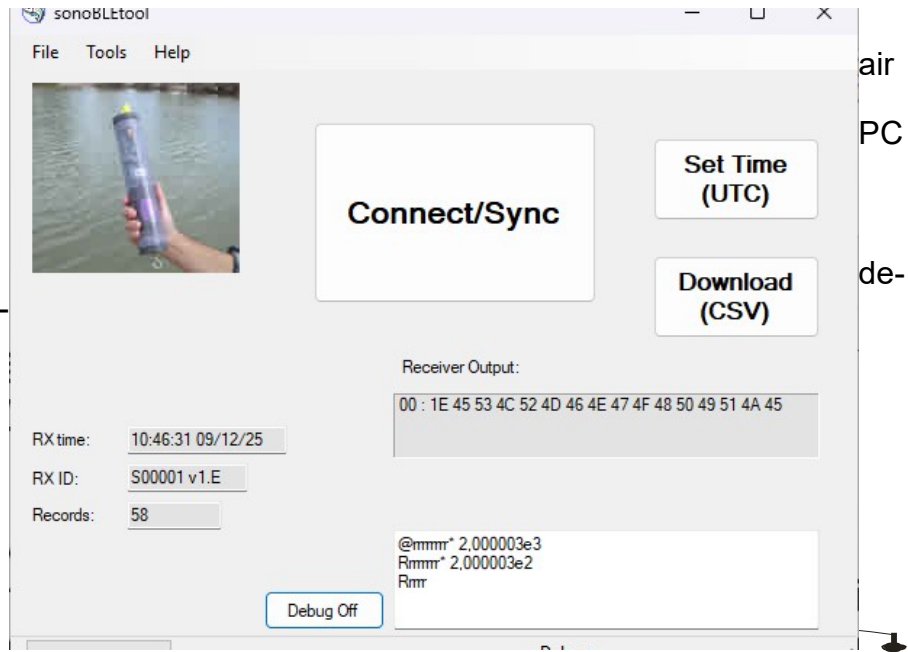 sonoBLEtool
File Tools Help
air
PC
Connect/Sync
Set Time
(UTC)
de-
Download
(CSV)
-
Receiver Output:
00 : 1E 45 53 4C 52 4D 46 4E 47 4F 48 50 49 51 4A 45
RX time: 10:46:31 09/12/25
RX ID: S00001 v1.E
Records: 58
@rrrrrrr* 2,000003e3
Rrrrrr* 2,000003e2
Rrrr
Debug Off